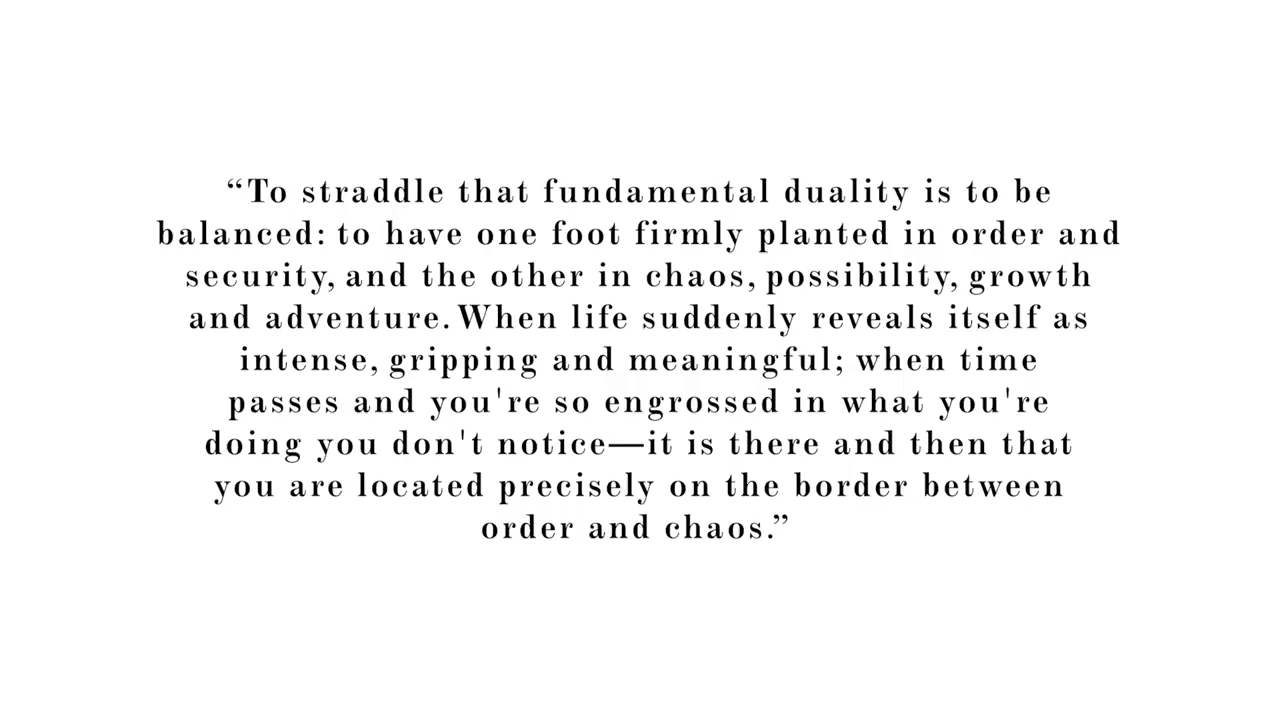 “To straddle that fundamental duality is to be
balanced: to have one foot firmly planted in order and
security, and the other in chaos, possibility, growth
and adventure. When life suddenly reveals itself as
intense, gripping and meaningful; when time
passes and you're so engrossed in what you're
doing you don't notice—it is there and then that
you are located precisely on the border between
order and chaos.”